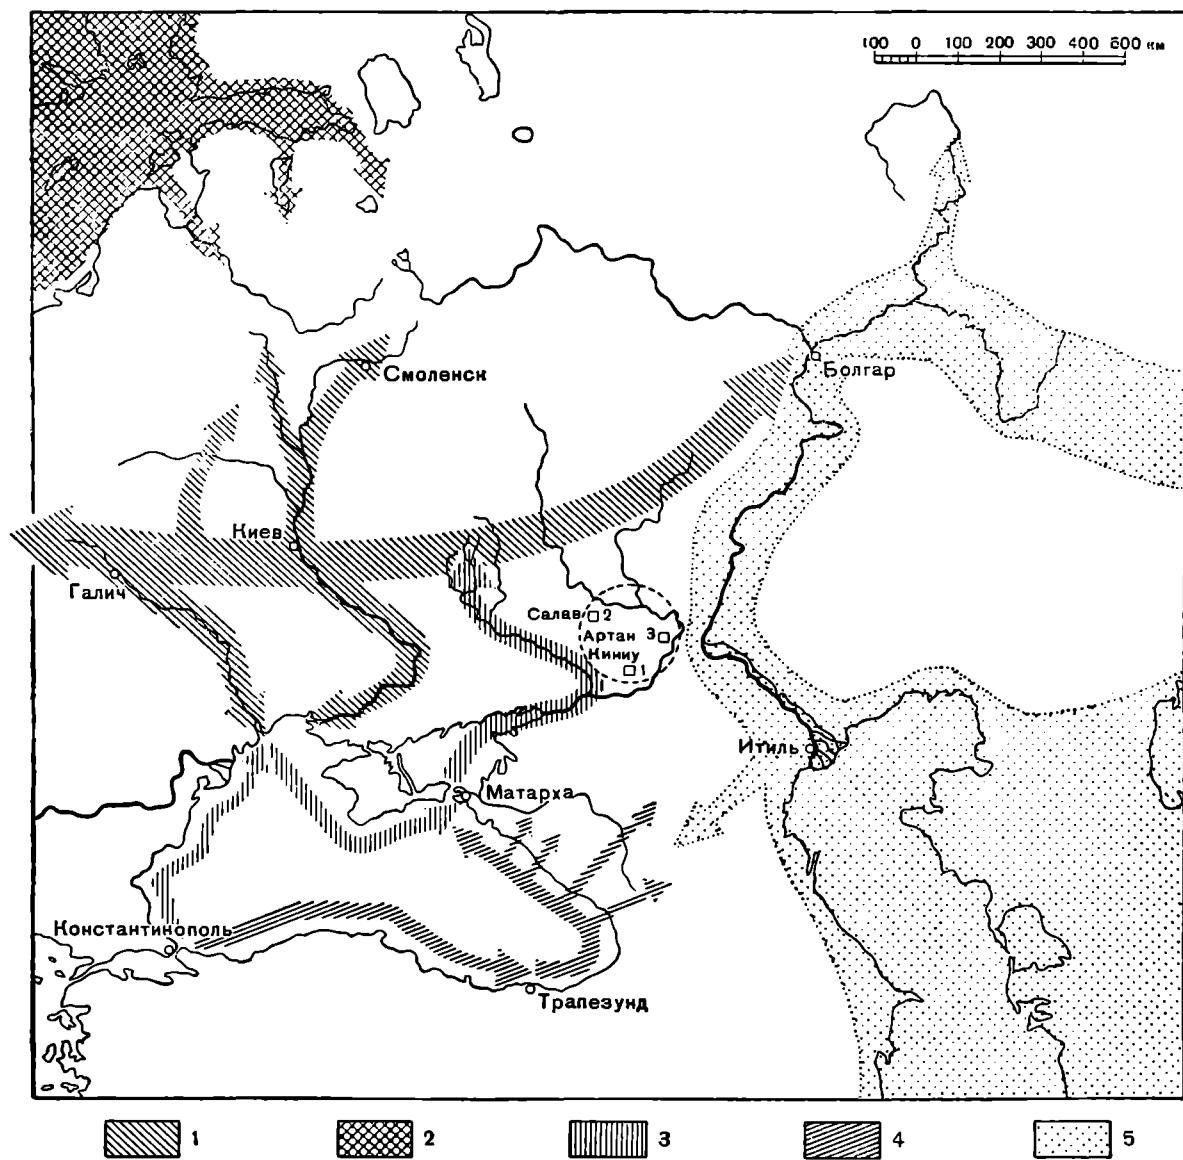 100 0 100 200 300 400 500 км
Смоленск
Болгар
Киев
Галич
Салав 2
Артан 3
Киниу
1
Итиль
Матарха
Константинополь
Трапезунд
1 2 3 4 5